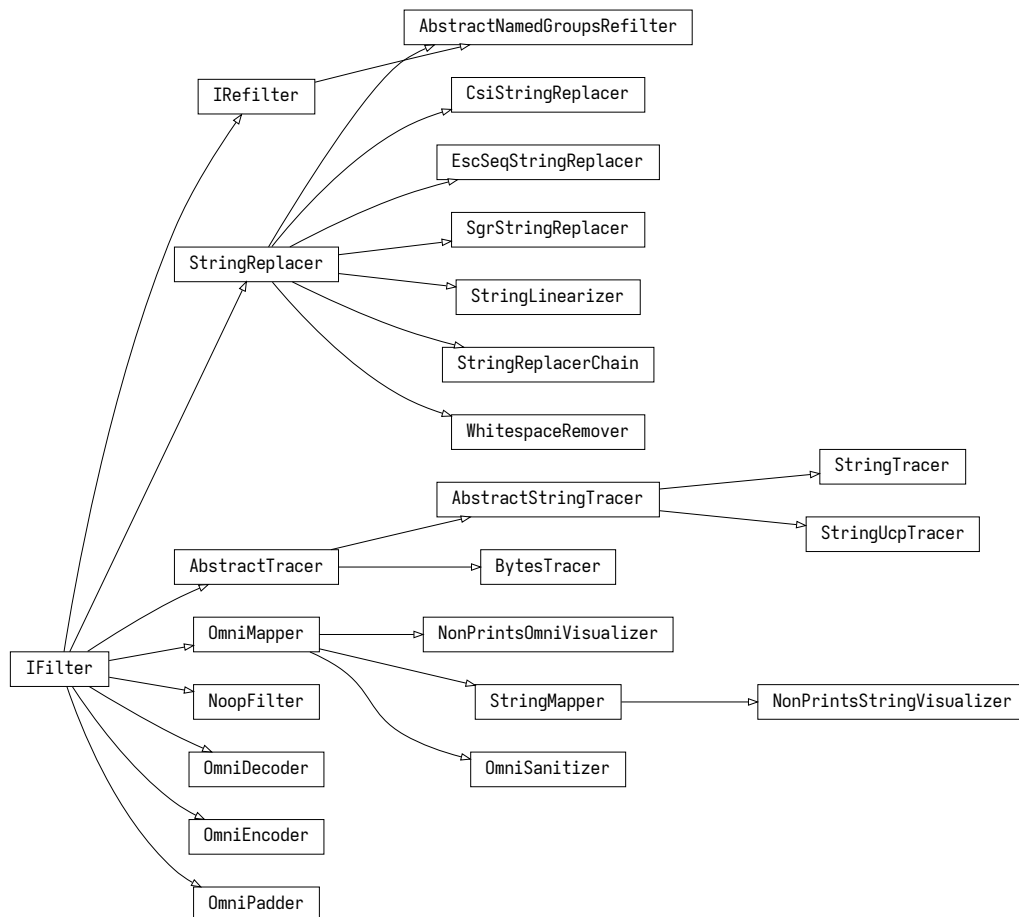 AbstractNamedGroupsRefilter
IRefilter
CsiStringReplacer
EscSeqStringReplacer
SgrStringReplacer
StringReplacer
StringLinearizer
StringReplacerChain
WhitespaceRemover
StringTracer
AbstractStringTracer
StringUcpTracer
AbstractTracer
BytesTracer
OmniMapper
NonPrintsOmniVisualizer
IFilter
NoopFilter
StringMapper
NonPrintsStringVisualizer
OmniDecoder
OmniSanitizer
OmniEncoder
OmniPadder